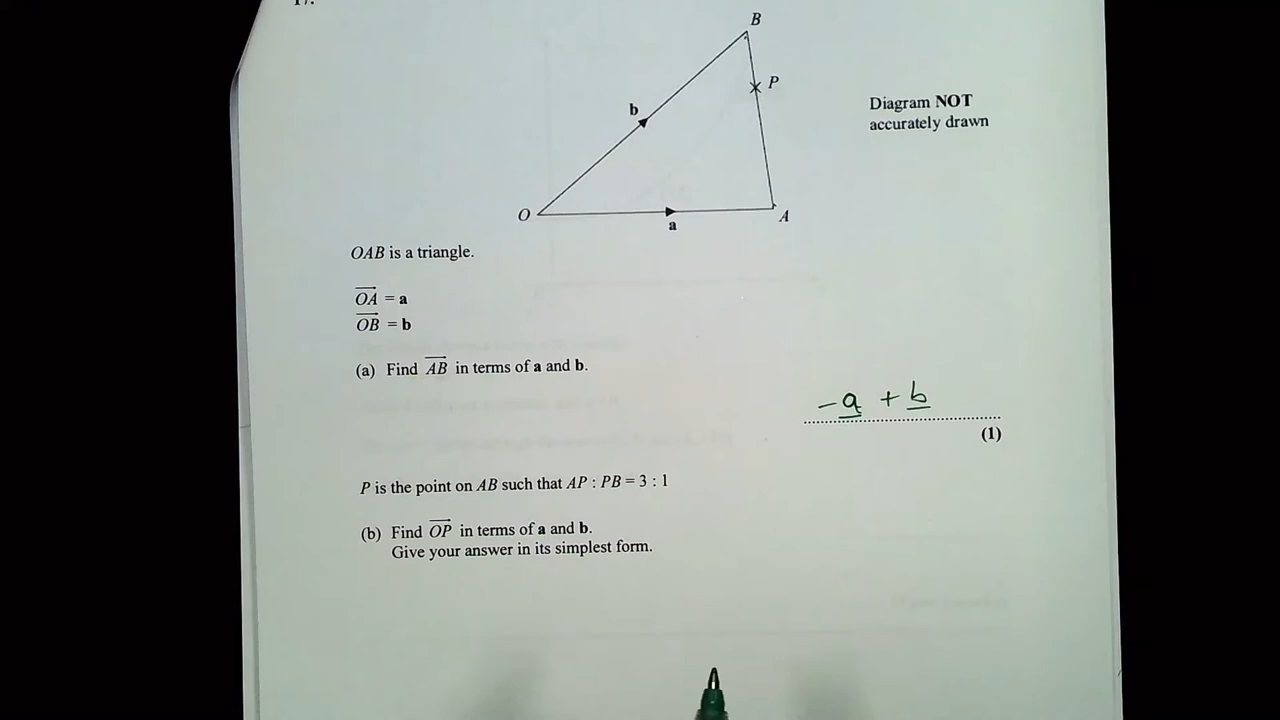 B
P
b
Diagram NOT
accurately drawn
O
A
a
OAB is a triangle.
OA = a
OB = b
(a) Find AB in terms of a and b.
-a + b
(1)
P is the point on AB such that AP : PB = 3 : 1
(b) Find OP in terms of a and b.
Give your answer in its simplest form.